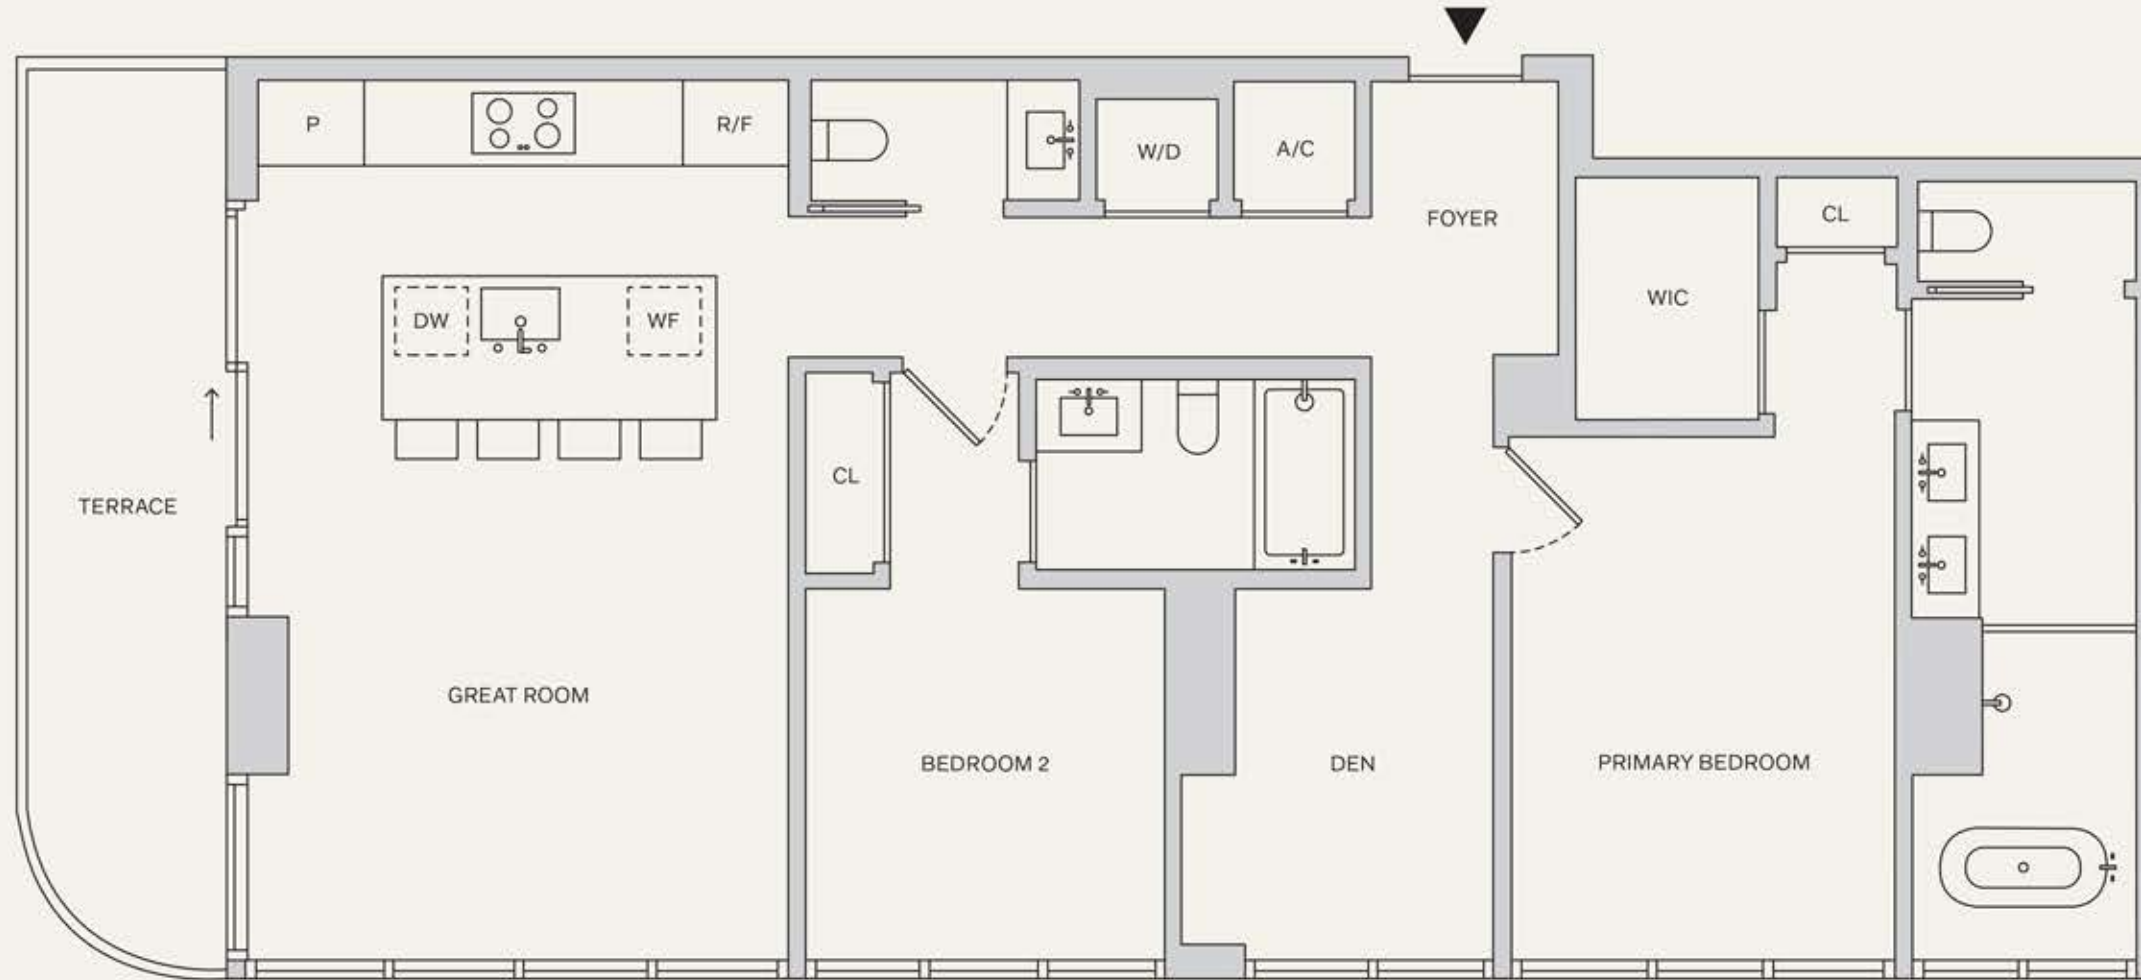 P
R/F
W/D
A/C
FOYER
CL
WIC
DW
WF
CL
TERRACE
GREAT ROOM
BEDROOM 2
DEN
PRIMARY BEDROOM